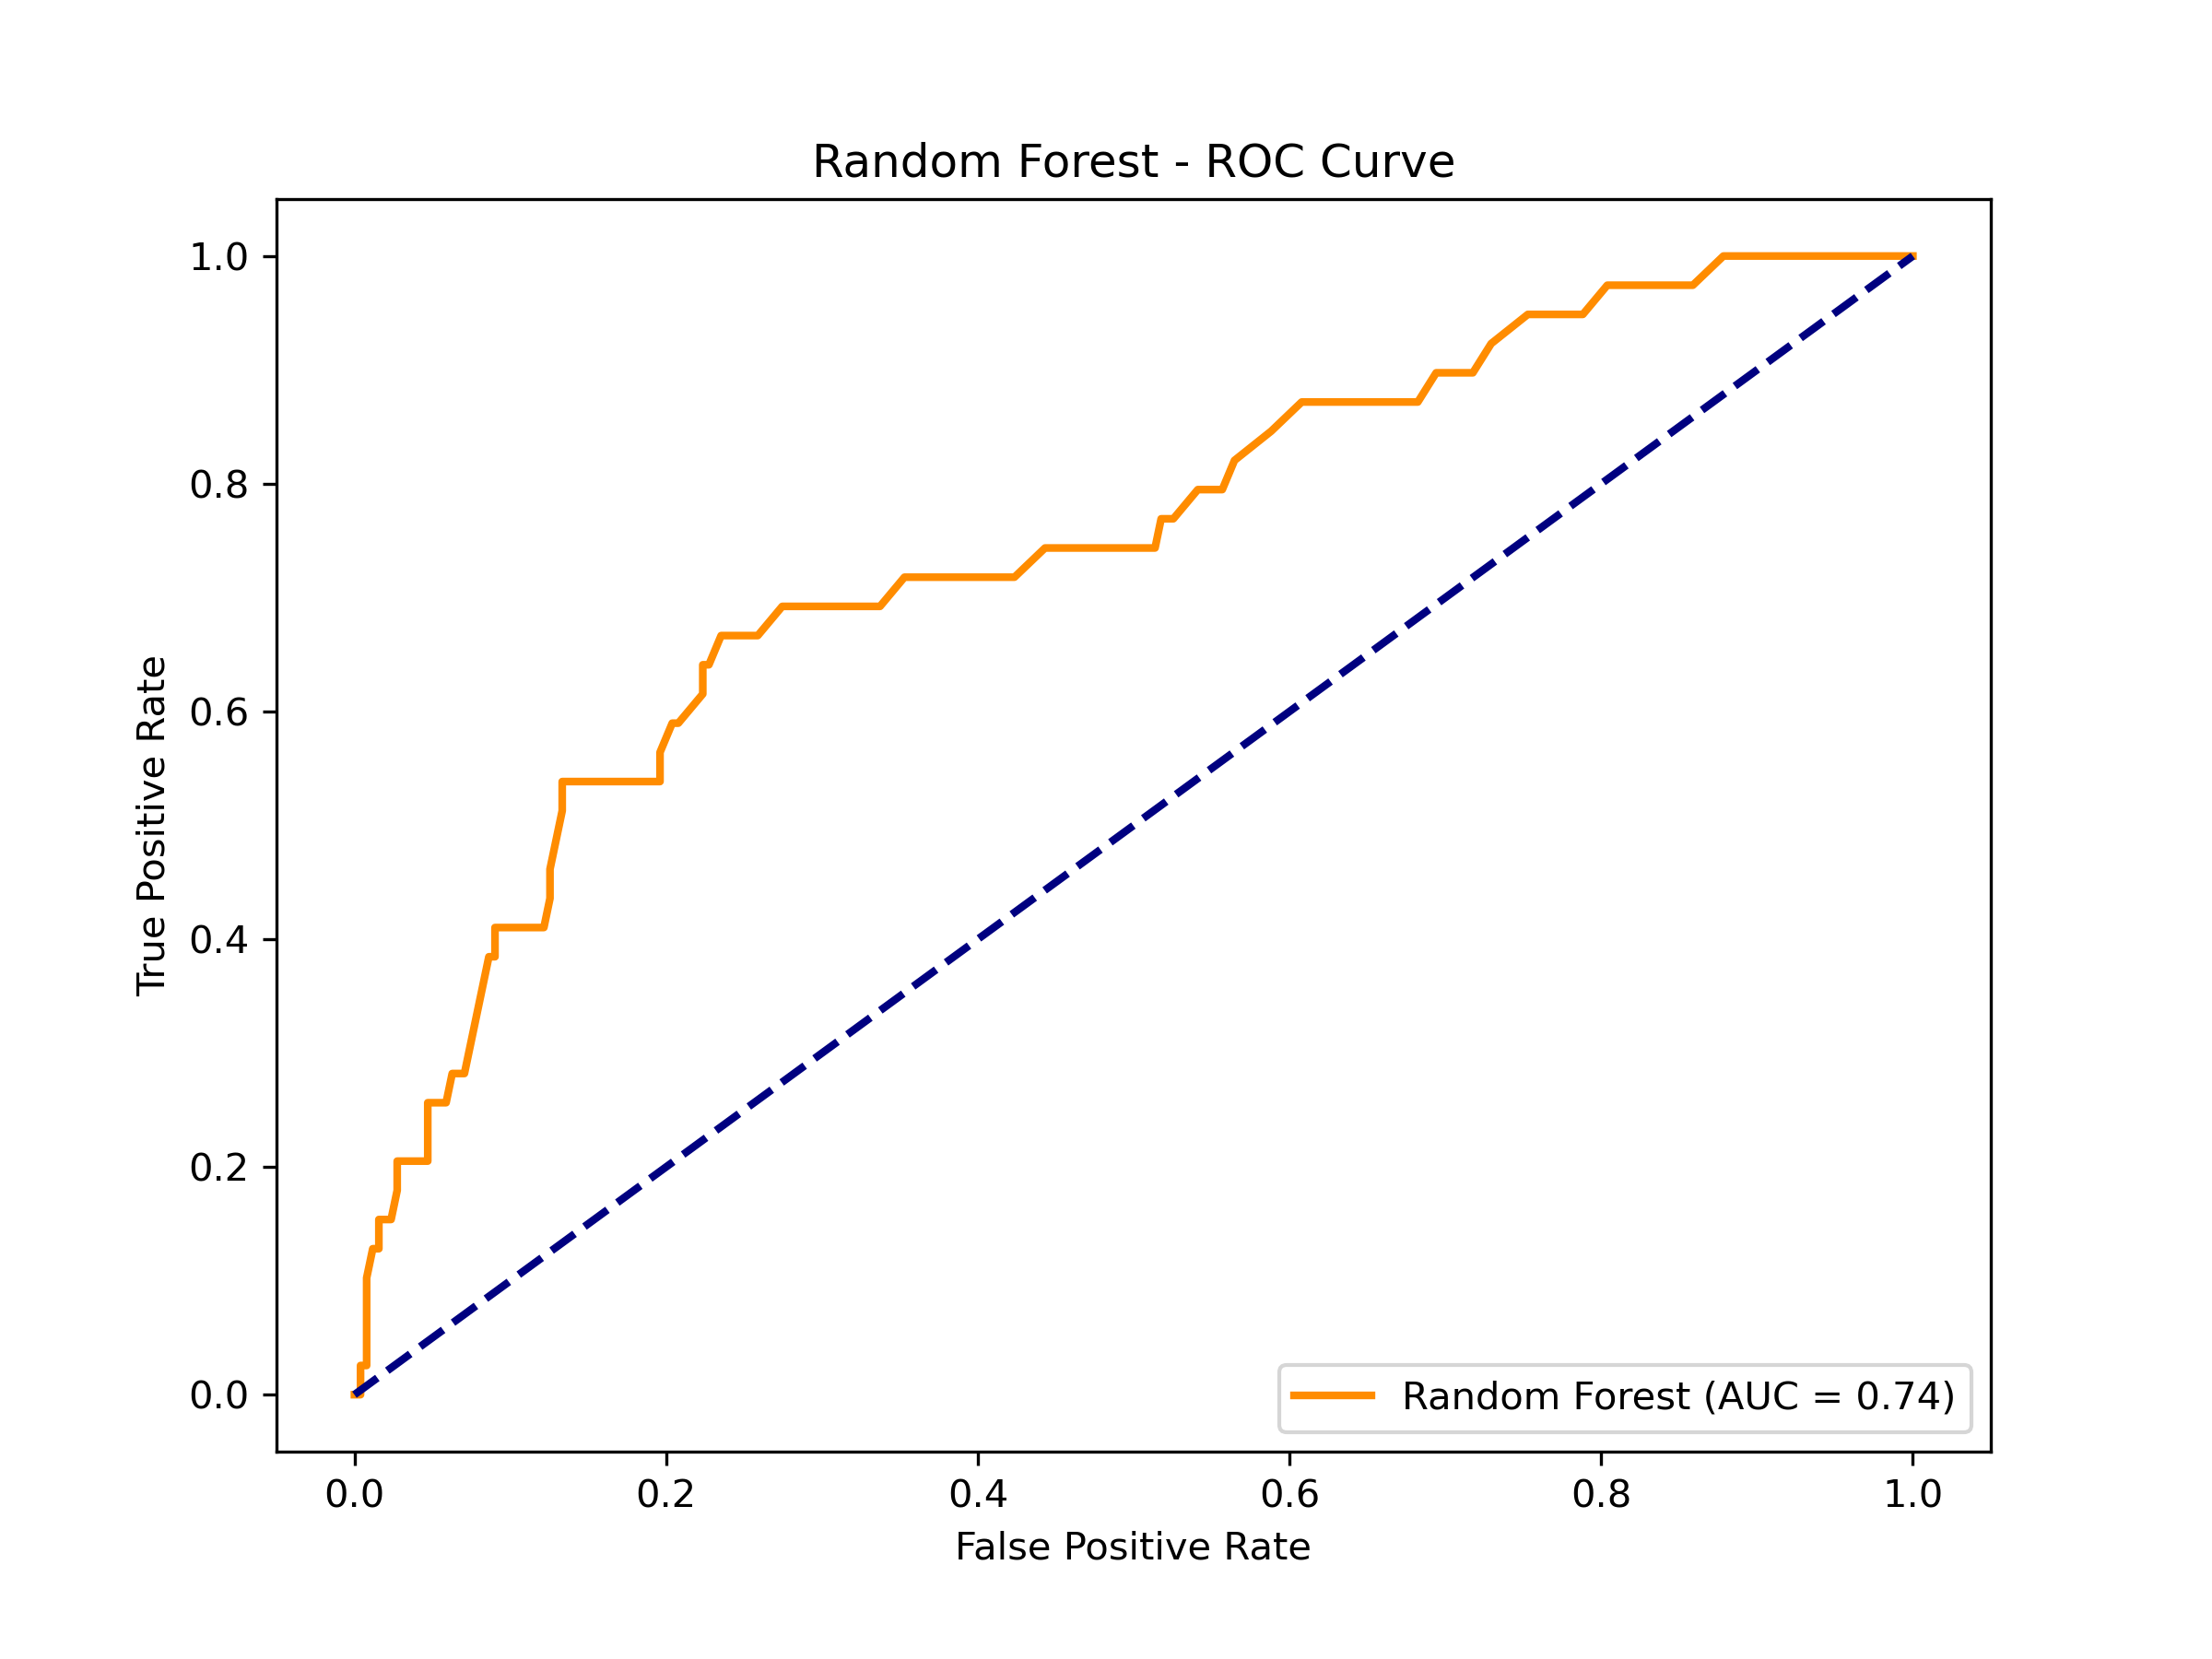 Random Forest - ROC Curve
1.0
0.8
0.6
0.4
0.2
0.0
True Positive Rate
Random Forest (AUC = 0.74)
0.0 0.2 0.4 0.6 0.8 1.0
False Positive Rate